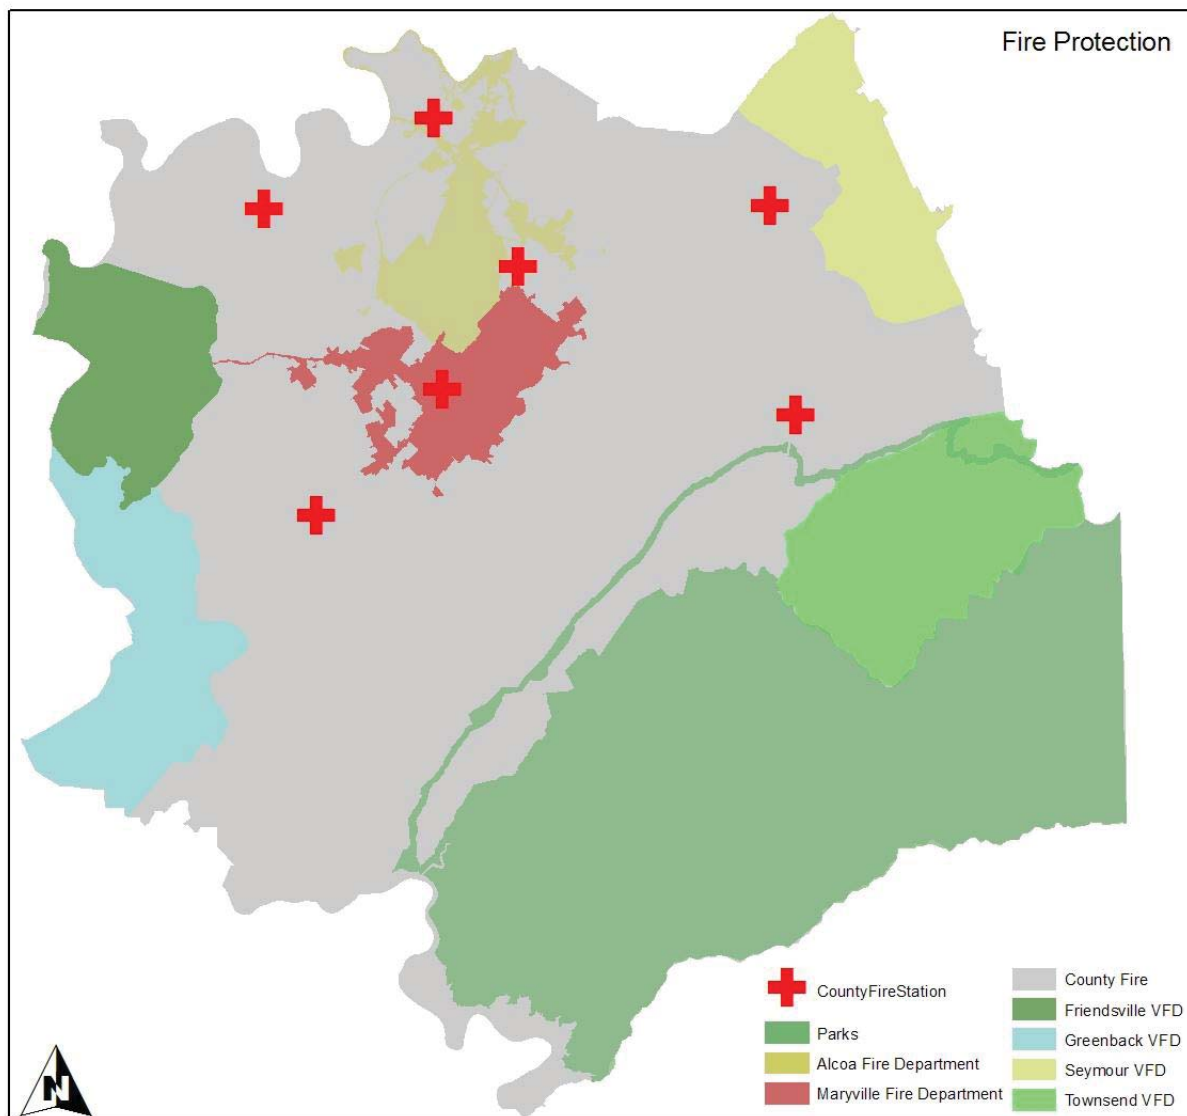 Fire Protection
CountyFireStation
Parks
Alcoa Fire Department
Maryville Fire Department
County Fire
Friendsville VFD
Greenback VFD
Seymour VFD
Townsend VFD
N